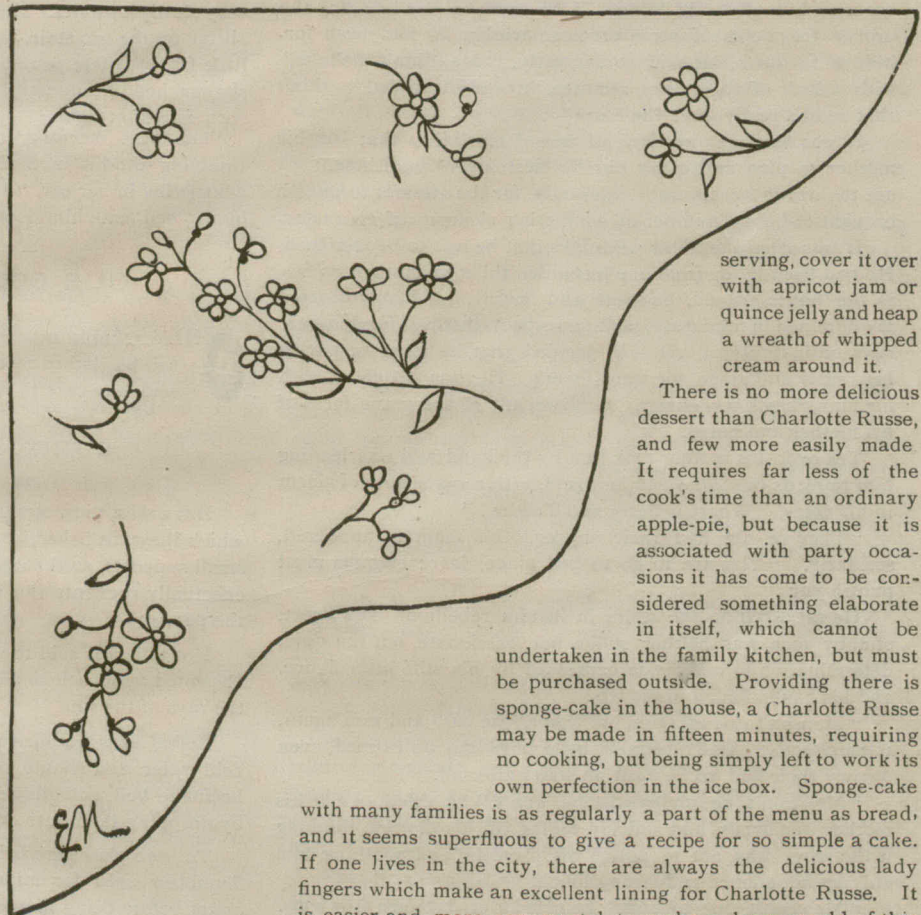 serving, cover it over
with apricot jam or
quince jelly and heap
a wreath of whipped
cream around it.
There is no more delicious
dessert than Charlotte Russe,
and few more easily made
It requires far less of the
cook's time than an ordinary
apple-pie, but because it is
associated with party occa-
sions it has come to be con-
sidered something elaborate
in itself, which cannot be
undertaken in the family kitchen, but must
be purchased outside. Providing there is
sponge-cake in the house, a Charlotte Russe
may be made in fifteen minutes, requiring
no cooking, but being simply left to work its
own perfection in the ice box. Sponge-cake
with many families is as regularly a part of the menu as bread,
and it seems superfluous to give a recipe for so simple a cake.
If one lives in the city, there are always the delicious lady
fingers which make an excellent lining for Charlotte Russe. It
is easier and more
EM